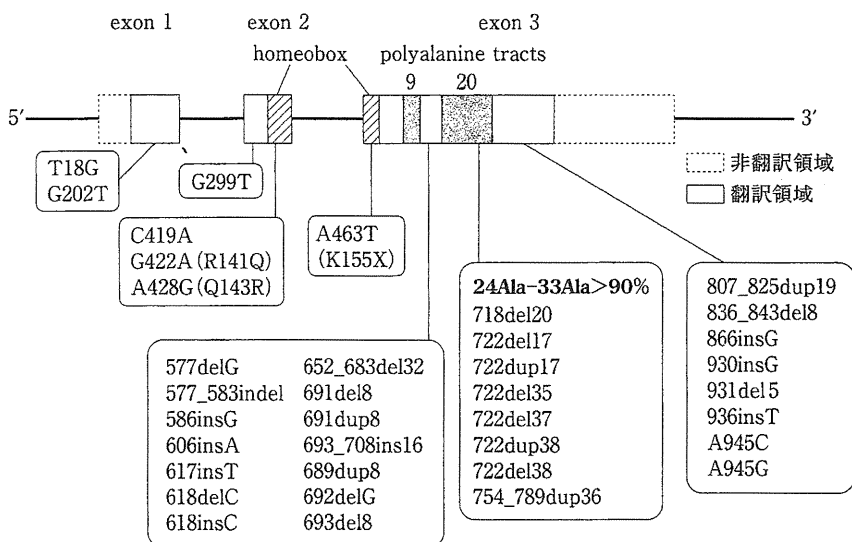 exon 1
exon 2
exon 3
homeobox
polyalanine tracts
9
20
5′
3′
T18G
G202T
G299T
C419A
G422A(R141Q)
A428G(Q143R)
A463T
(K155X)
非翻訳領域
翻訳領域
577delG
577_583indel
586insG
606insA
617insT
618delC
618insC
652_683del32
691del8
691dup8
693_708ins16
689dup8
692delG
693del8
24Ala-33Ala>90%
718del20
722del17
722dup17
722del35
722del37
722dup38
722del38
754_789dup36
807_825dup19
836_843del8
866insG
930insG
931del5
936insT
A945C
A945G